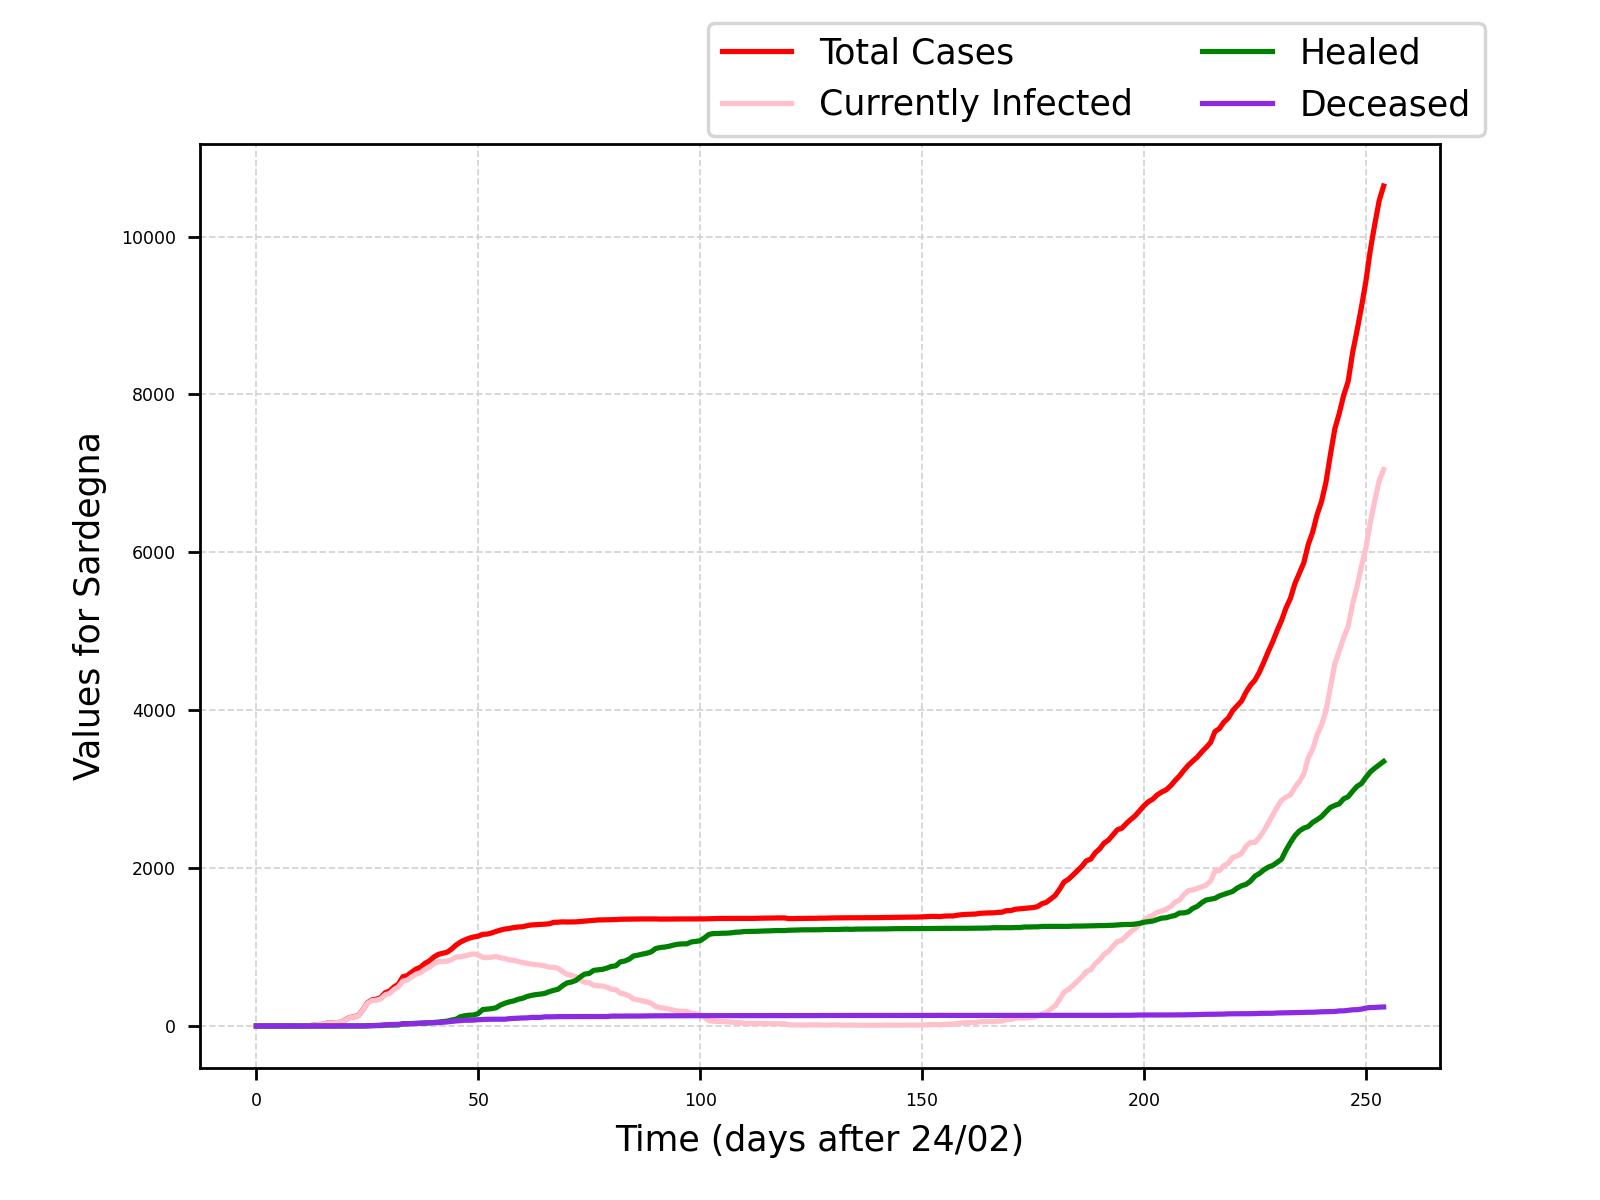 Total Cases
Currently Infected
Healed
Deceased
10000
8000
6000
4000
2000
0
Values for Sardegna
0 50 100 150 200 250
Time (days after 24/02)